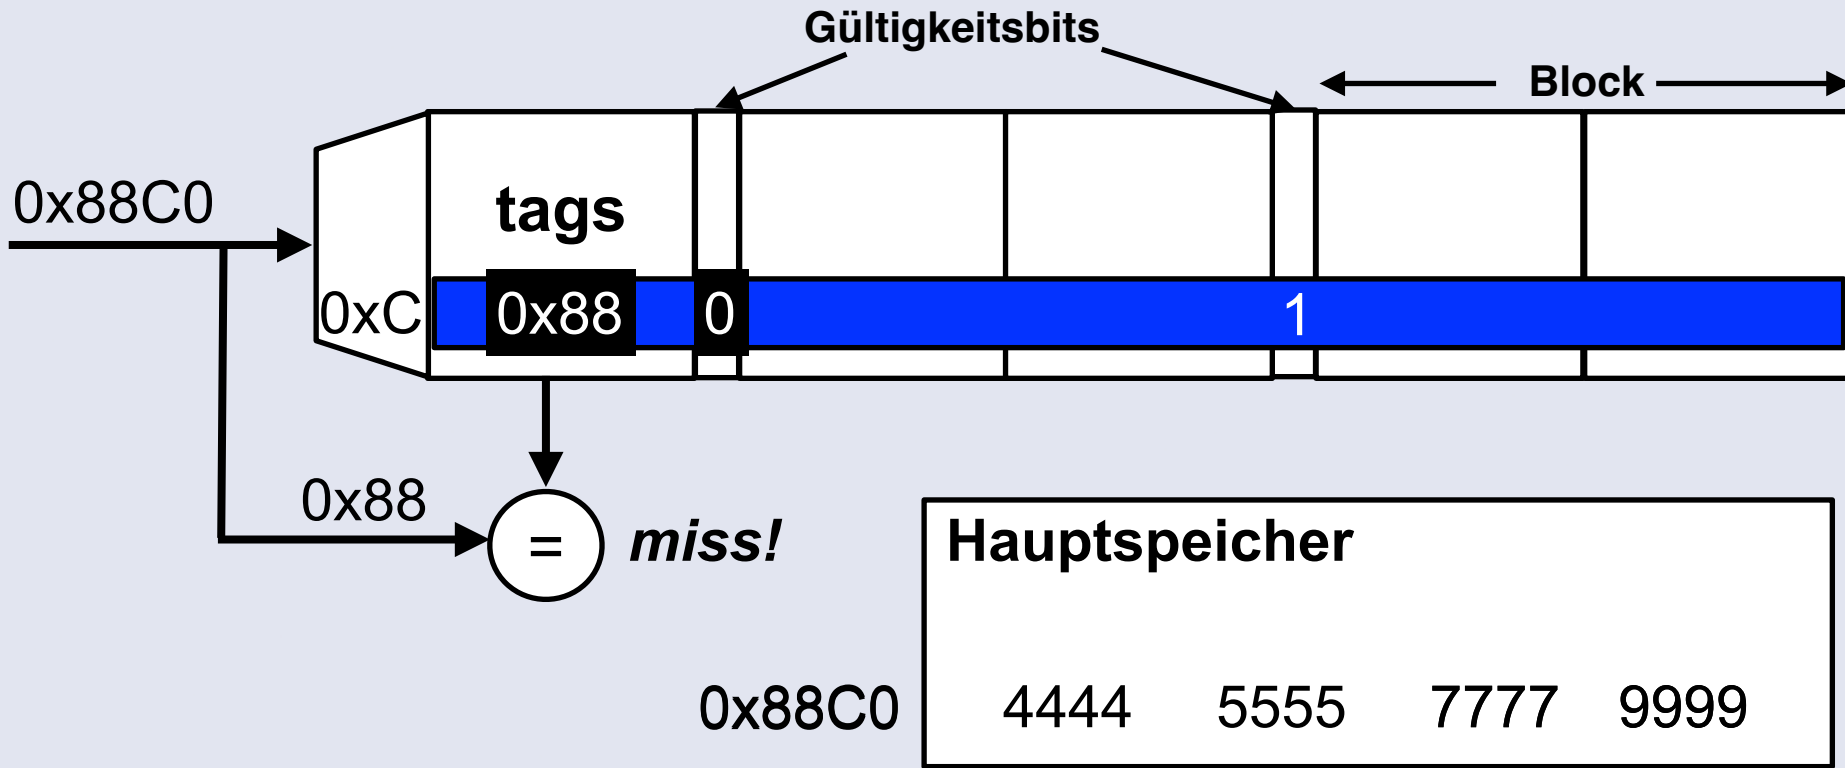 Gültigkeitsbits
Block
0x88C0
tags
0xC 0x88 0 1
0x88
= miss!
Hauptspeicher
0x88C0 4444 5555 7777 9999